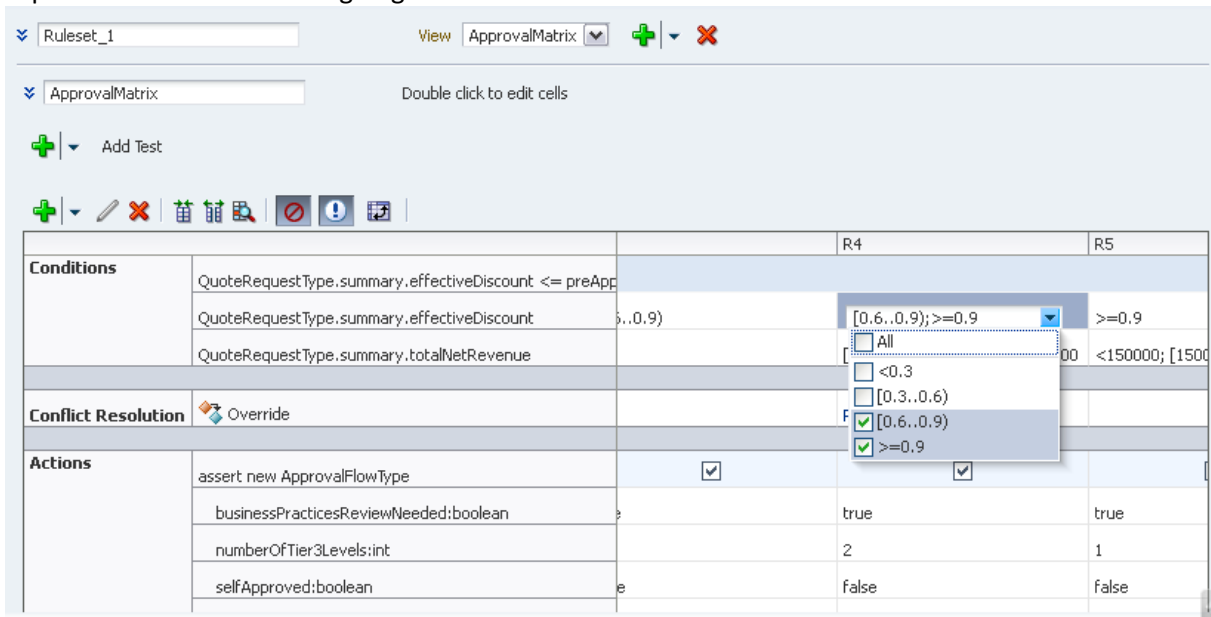 Ruleset_1 View ApprovalMatrix
ApprovalMatrix Double click to edit cells
Add Test
R4 R5
Conditions
QuoteRequestType.summary.effectiveDiscount <= preApp
QuoteRequestType.summary.effectiveDiscount ..0.9) [0.6..0.9);>=0.9 >=0.9
All
QuoteRequestType.summary.totalNetRevenue [ 00 <150000; [1500
<0.3
[0.3..0.6)
Conflict Resolution Override
[0.6..0.9)
>=0.9
Actions
assert new ApprovalFlowType
businessPracticesReviewNeeded:boolean true true
numberOfTier3Levels:int 2 1
selfApproved:boolean e false false